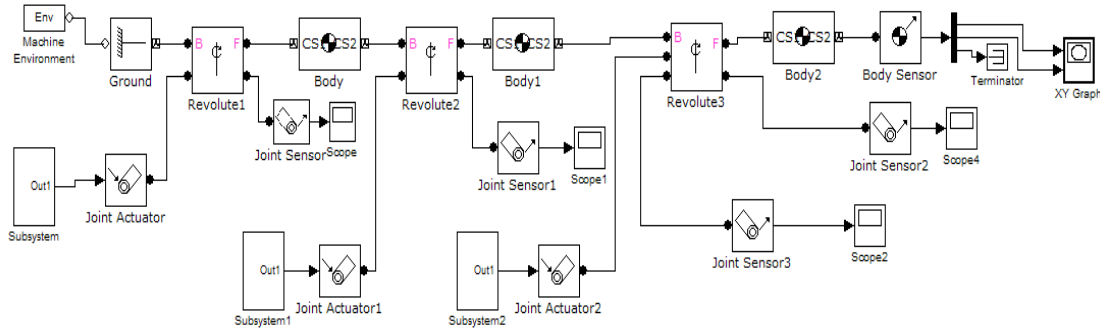 Env
Machine
Environment
Ground
B F
Revolute1
CS1 CS2
Body
B F
Revolute2
CS1 CS2
Body1
B F
Revolute3
CS1 CS2
Body2
Body Sensor
Terminator
XY Graph
Joint Sensor
Scope
Joint Sensor1
Scope1
Joint Sensor2
Scope4
Out1
Subsystem
Joint Actuator
Out1
Subsystem1
Joint Actuator1
Out1
Subsystem2
Joint Actuator2
Joint Sensor3
Scope2